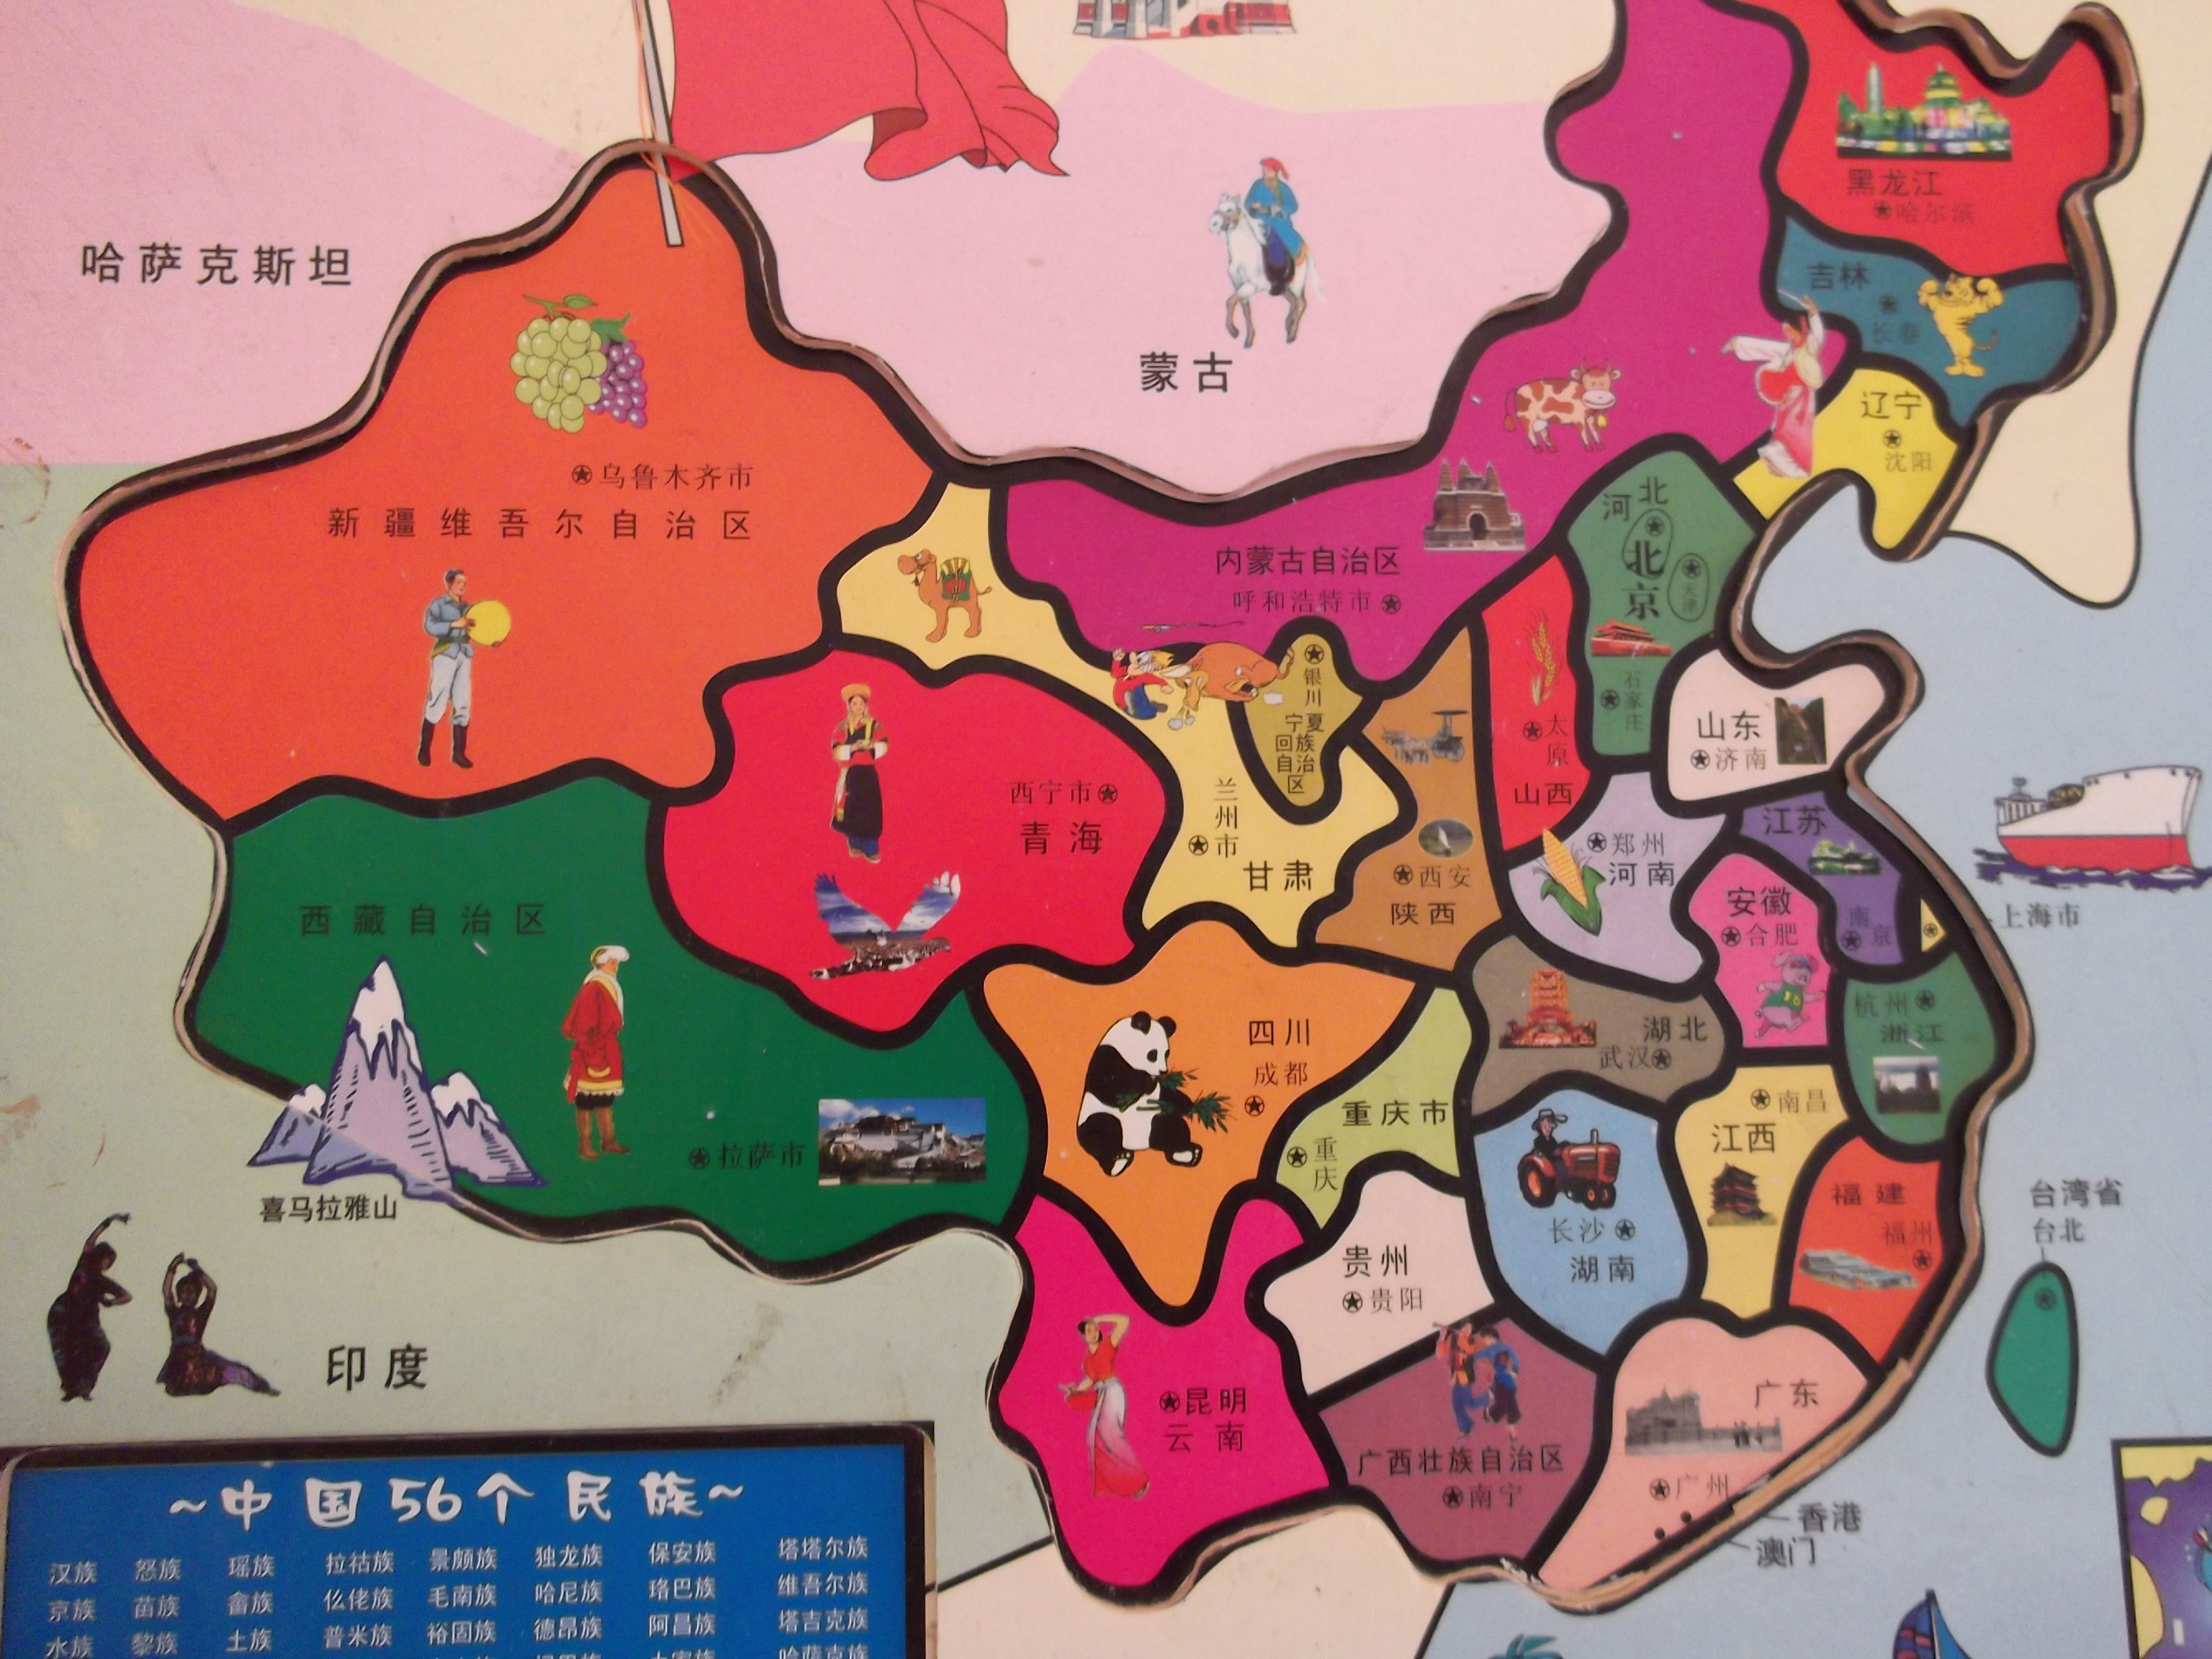 哈萨克斯坦
蒙古
黑龙江
哈尔滨
吉林
长春
辽宁
沈阳
乌鲁木齐市
新疆维吾尔自治区
内蒙古自治区
呼和浩特市
河北
北京
天津
石家庄
银川
宁夏
回族
自治
区
太原
山西
山东
济南
西宁市
青海
兰州市
甘肃
西安
陕西
郑州
河南
江苏
南京
安徽
合肥
上海市
西藏自治区
拉萨市
喜马拉雅山
四川
成都
重庆市
重庆
湖北
武汉
杭州
浙江
南昌
江西
长沙
湖南
福建
福州
台湾省
台北
贵州
贵阳
昆明
云南
广西壮族自治区
南宁
广东
广州
香港
澳门
印度
~中国56个民族~
汉族 怒族 瑶族 拉祜族 景颇族 独龙族 保安族 塔塔尔族
京族 苗族 畲族 仫佬族 毛南族 哈尼族 珞巴族 维吾尔族
水族 黎族 土族 普米族 裕固族 德昂族 阿昌族 塔吉克族
哈萨克族